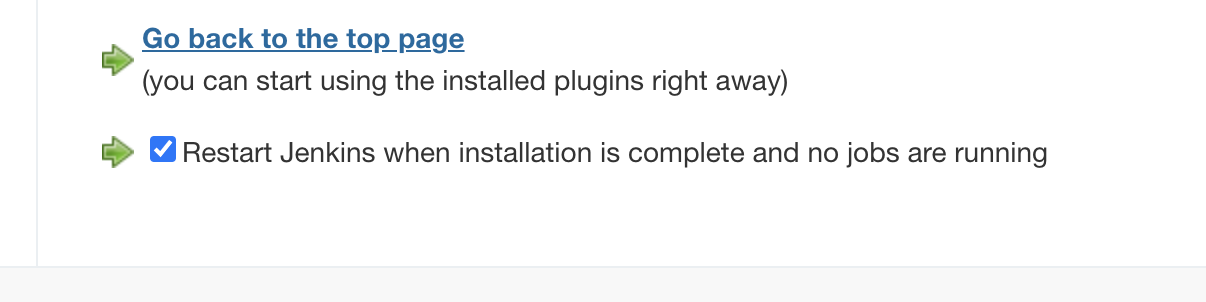 Go back to the top page
(you can start using the installed plugins right away)
Restart Jenkins when installation is complete and no jobs are running